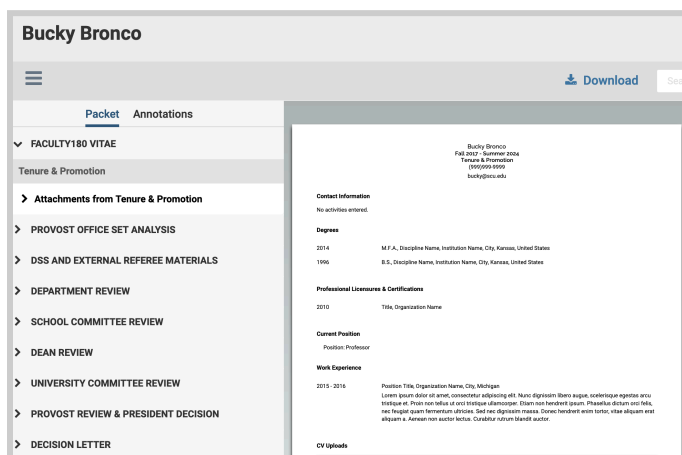 Bucky Bronco
Download
Sea
Packet Annotations
FACULTY180 VITAE
Tenure & Promotion
Attachments from Tenure & Promotion
PROVOST OFFICE SET ANALYSIS
DSS AND EXTERNAL REFEREE MATERIALS
DEPARTMENT REVIEW
SCHOOL COMMITTEE REVIEW
DEAN REVIEW
UNIVERSITY COMMITTEE REVIEW
PROVOST REVIEW & PRESIDENT DECISION
DECISION LETTER
Bucky Bronco
Fall 2017 - Summer 2024
Tenure & Promotion
(999)999-9999
bucky@scu.edu
Contact Information
No activities entered.
Degrees
2014 M.F.A., Discipline Name, Institution Name, City, Kansas, United States
1996 B.S., Discipline Name, Institution Name, City, Kansas, United States
Professional Licensures & Certifications
2010 Title, Organization Name
Current Position
Position: Professor
Work Experience
2015 - 2016 Position Title, Organization Name, City, Michigan
Lorem ipsum dolor sit amet, consectetur adipiscing elit. Nunc dignissim libero augue, scelerisque egestas arcu
tristique et. Proin non tellus ut orci tristique ullamcorper. Etiam non hendrerit ipsum. Phasellus dictum orci felis,
nec feugiat quam fermentum ultricies. Sed nec dignissim massa, Donec hendrerit enim tortor, vitae aliquam erat
aliquam a. Aenean non auctor lectus. Curabitur rutrum blandit auctor.
CV Uploads